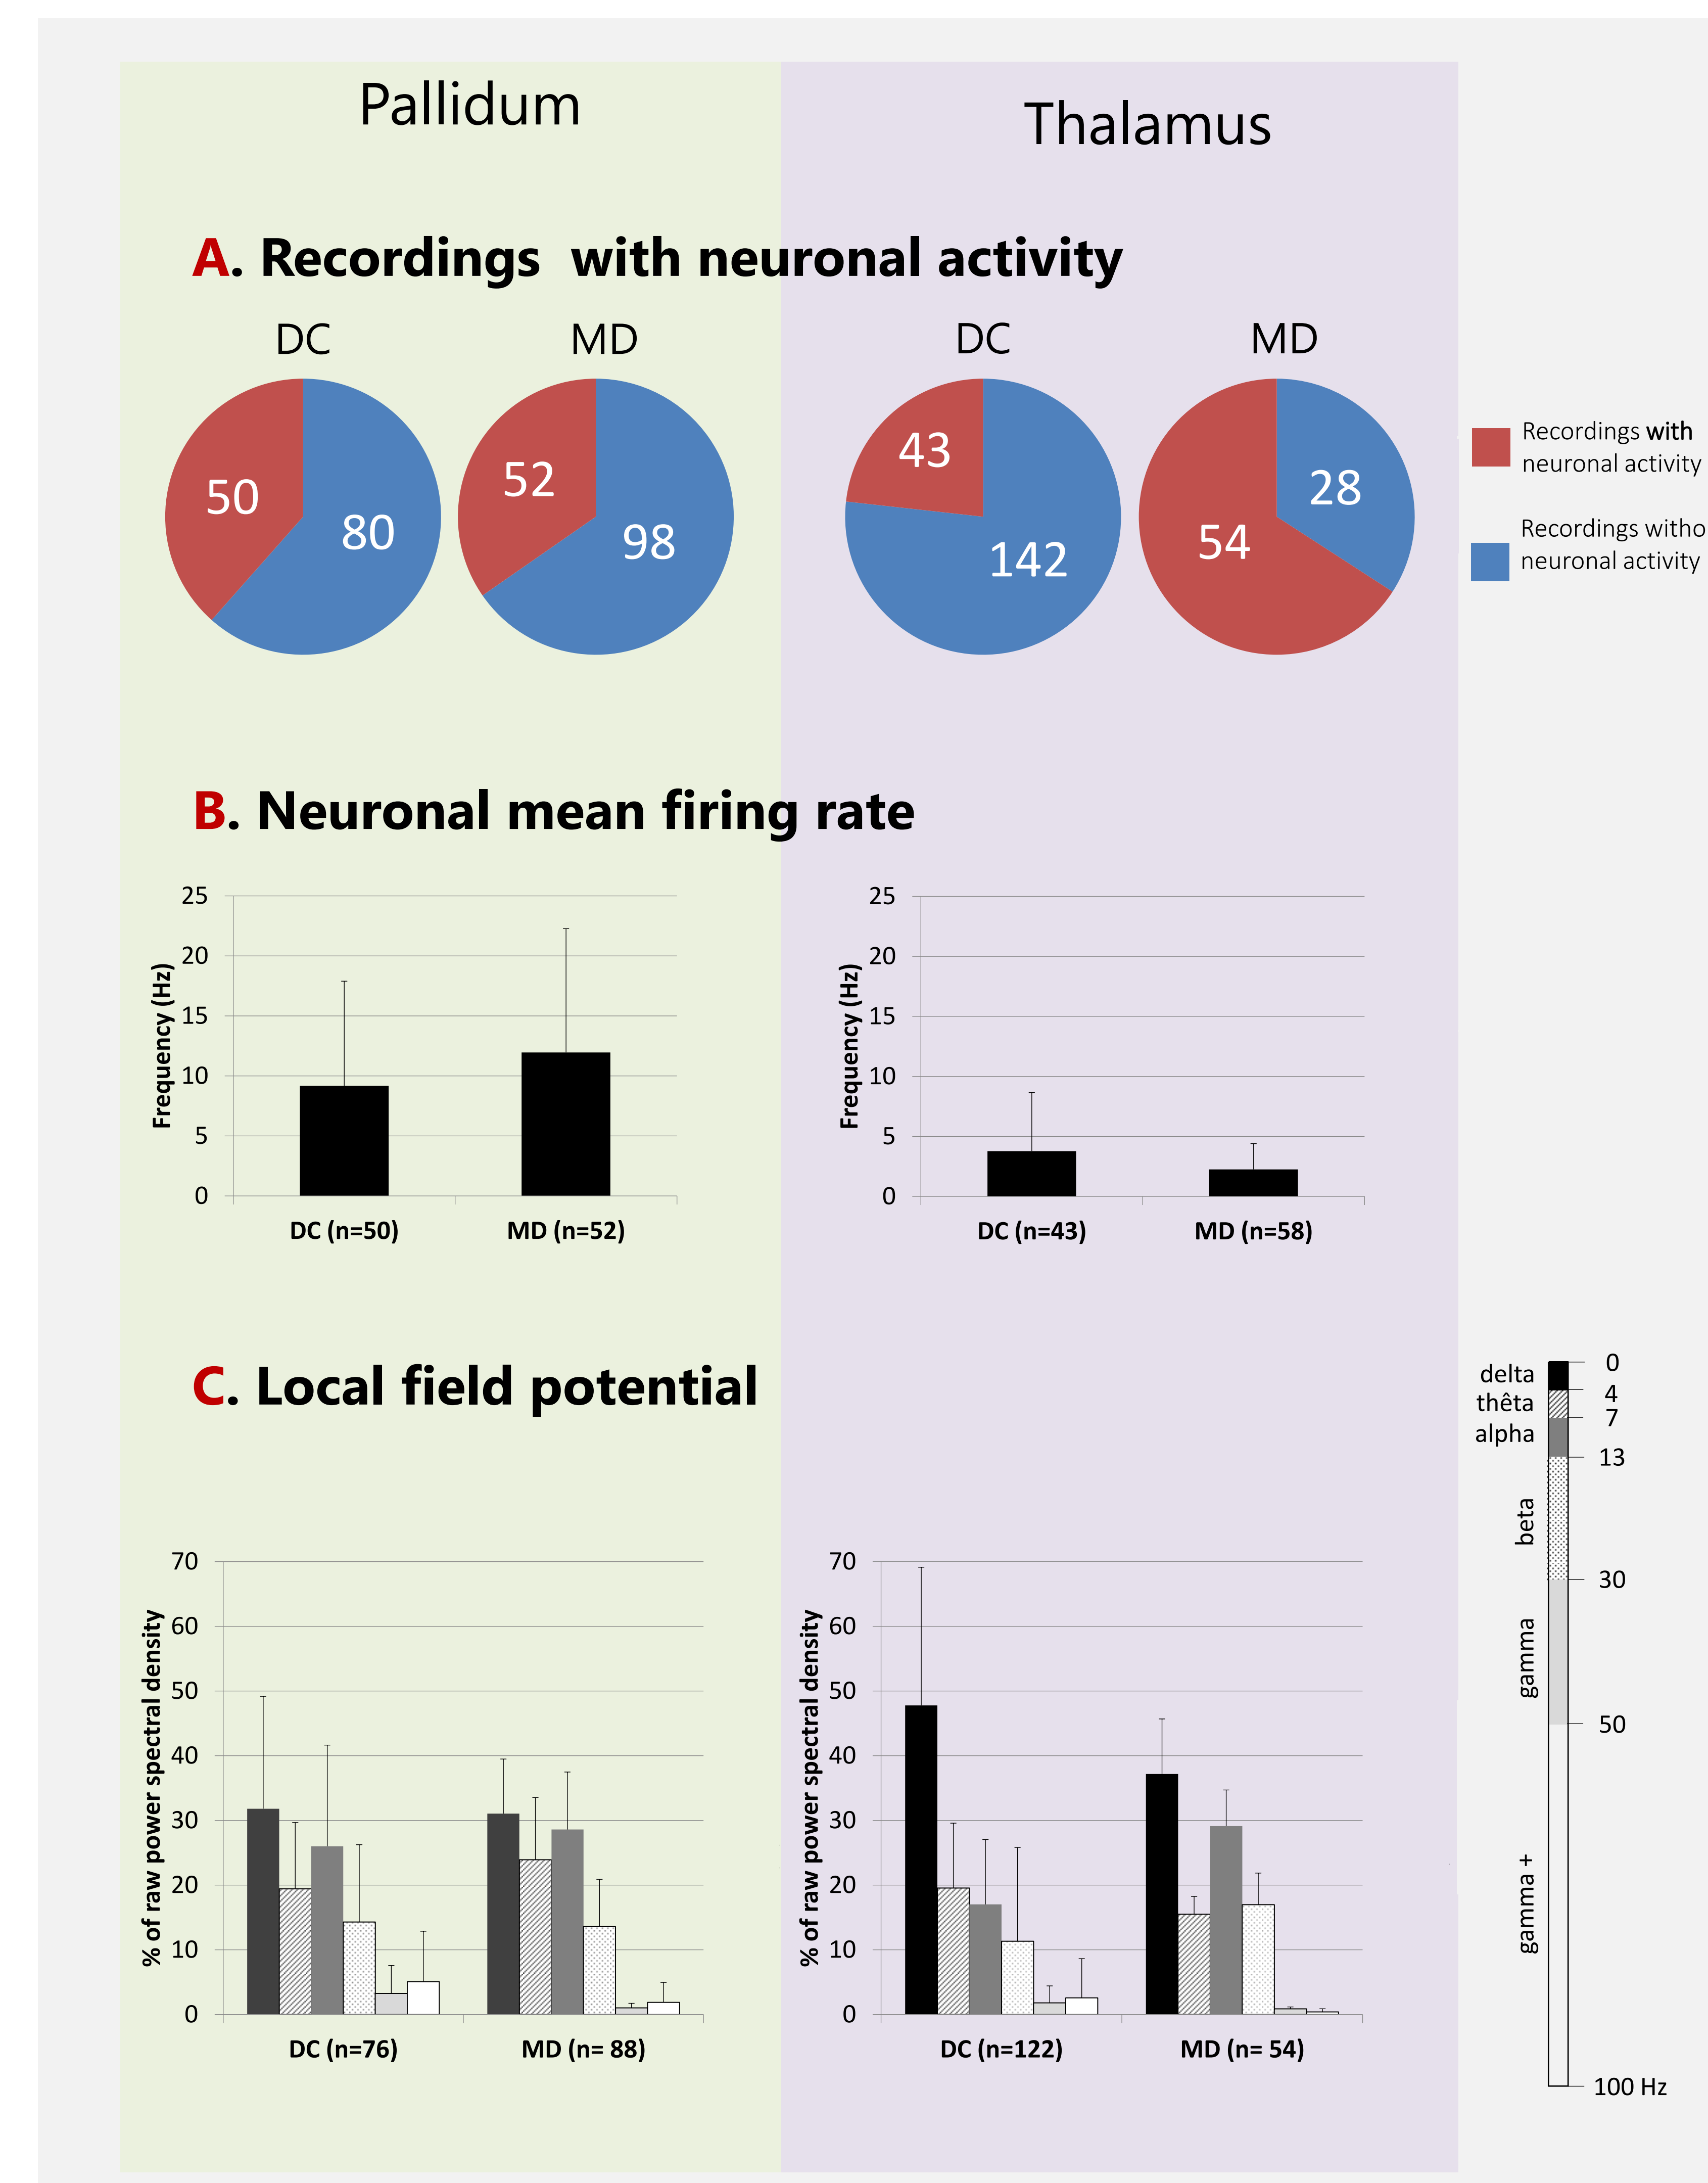 Pallidum
Thalamus
A. Recordings with neuronal activity
DC
MD
DC
MD
50
80
52
98
43
142
28
54
Recordings with
neuronal activity
Recordings witho
neuronal activity
B. Neuronal mean firing rate
Frequency (Hz)
25
20
15
10
5
0
DC (n=50)
MD (n=52)
Frequency (Hz)
25
20
15
10
5
0
DC (n=43)
MD (n=58)
C. Local field potential
% of raw power spectral density
70
60
50
40
30
20
10
0
DC (n=76)
MD (n= 88)
% of raw power spectral density
70
60
50
40
30
20
10
0
DC (n=122)
MD (n= 54)
delta
thêta
alpha
beta
gamma
gamma +
0
4
7
13
30
50
100 Hz